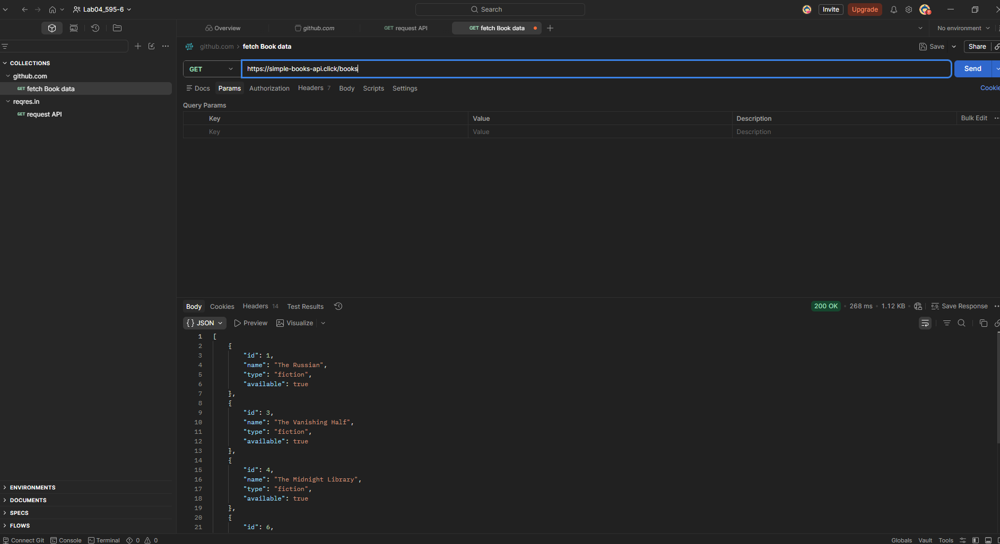 Lab04_595-6
Search
Invite
Upgrade
Overview
github.com
GET request API
GET fetch Book data
No environment
github.com > fetch Book data
Save
Share
COLLECTIONS
github.com
GET fetch Book data
reqres.in
GET request API
GET
https://simple-books-api.click/books
Send
Docs Params Authorization Headers 7 Body Scripts Settings
Cookie
Query Params
Key Value Description Bulk Edit
Key Value Description
Body Cookies Headers 14 Test Results
200 OK • 268 ms • 1.12 KB • e.g. Save Response
{ } JSON Preview Visualize
1 [
2 {
3 "id": 1,
4 "name": "The Russian",
5 "type": "fiction",
6 "available": true
7 },
8 {
9 "id": 3,
10 "name": "The Vanishing Half",
11 "type": "fiction",
12 "available": true
13 },
14 {
15 "id": 4,
16 "name": "The Midnight Library",
17 "type": "fiction",
18 "available": true
19 },
20 {
21 "id": 6,
ENVIRONMENTS
DOCUMENTS
SPECS
FLOWS
Connect Git Console Terminal 0 0
Globals Vault Tools